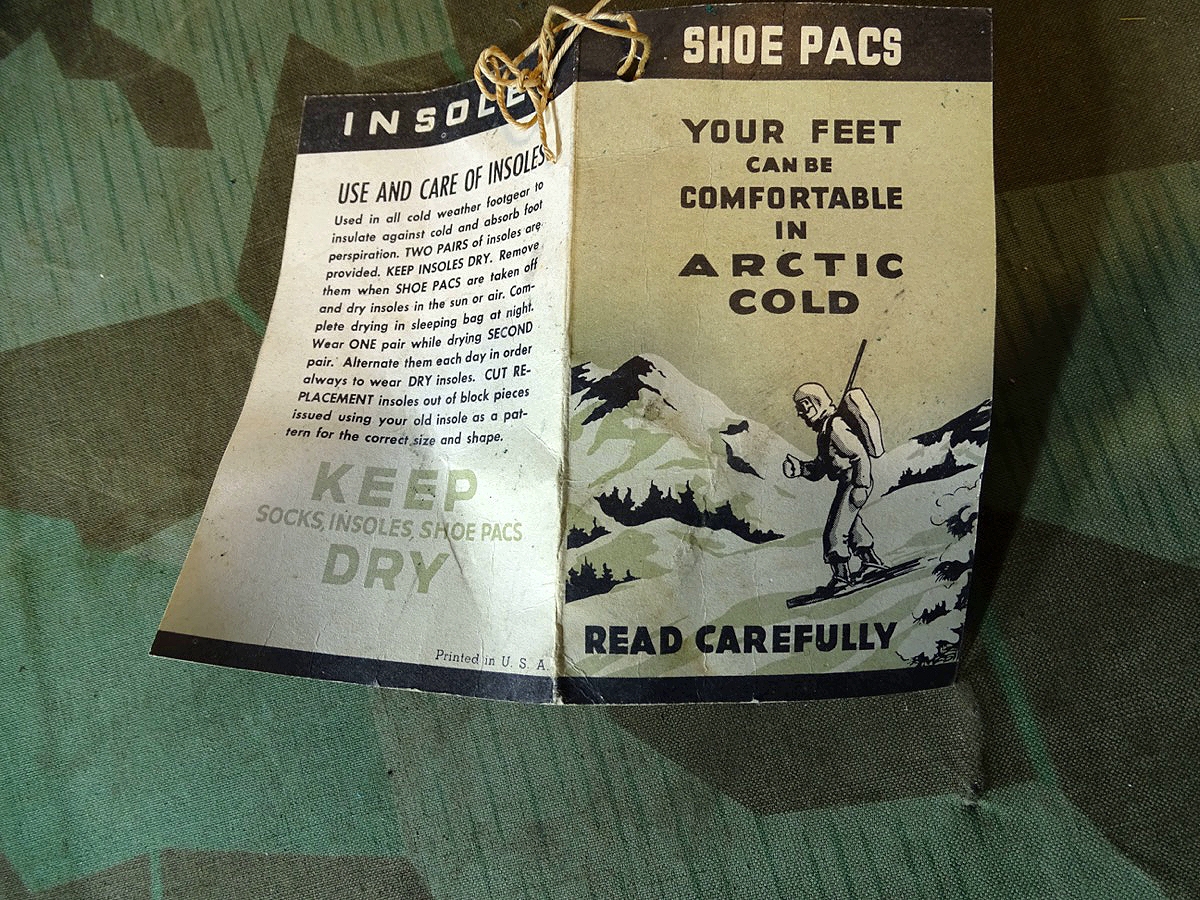 INSOLE
USE AND CARE OF INSOLES
Used in all cold weather footgear to
insulate against cold and absorb foot
perspiration. TWO PAIRS of insoles are
provided. KEEP INSOLES DRY. Remove
them when SHOE PACS are taken off
and dry insoles in the sun or air. Com-
plete drying in sleeping bag at night.
Wear ONE pair while drying SECOND
pair. Alternate them each day in order
always to wear DRY insoles. CUT RE-
PLACEMENT insoles out of block pieces
issued using your old insole as a pat-
tern for the correct size and shape.
KEEP
SOCKS, INSOLES, SHOE PACS
DRY
Printed in U. S. A
SHOE PACS
YOUR FEET
CAN BE
COMFORTABLE
IN
ARCTIC
COLD
READ CAREFULLY